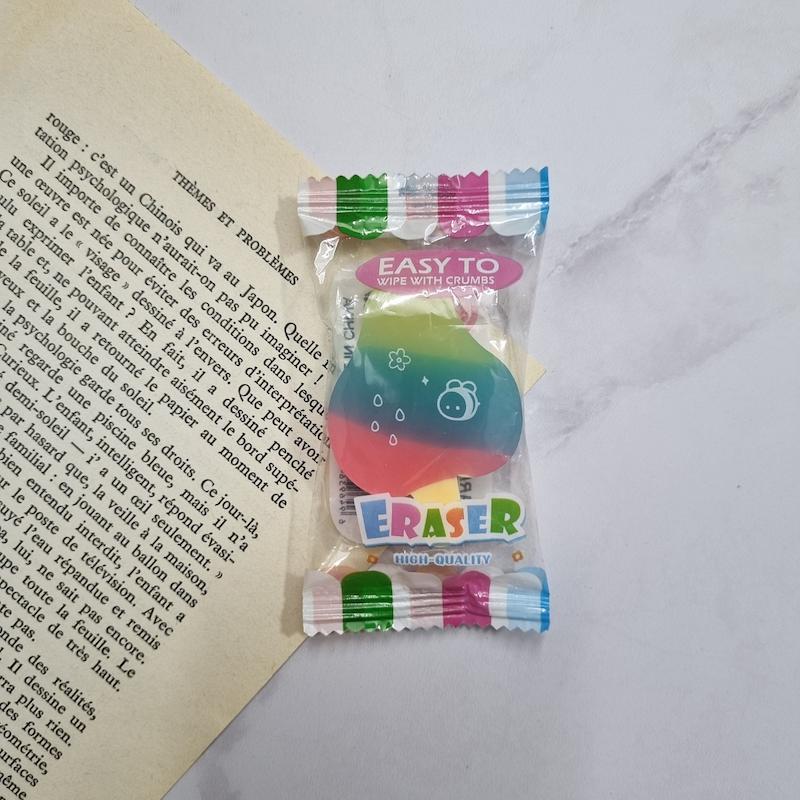 THÈMES ET PROBLÈMES
rouge : c'est un Chinois qui va au Japon. Quelle
tation psychologique n'aurait-on pas pu imaginer !
Il importe de connaître les conditions dans lesqu
une œuvre est née pour éviter des erreurs d'interprétation
Ce soleil a le « visage » dessiné à l'envers. Que peut avoir
exprimer l'enfant ? En fait, il a dessiné penché
table et, ne pouvant atteindre aisément le bord supé-
la feuille, il a retourné le papier au moment de
yeux et la bouche du soleil.
la psychologie garde tous ses droits. Ce jour-là,
regarde une piscine bleue, mais il n'a
curieux. L'enfant, intelligent, répond évasi-
demi-soleil — j'a un œil seulement. »
par hasard que, la veille à la maison,
familial : en jouant au ballon dans
bien entendu interdit, l'enfant a
le poste de télévision. Avec
l'eau répandue et remis
lui, ne sait pas encore,
toute la feuille. Le
spectacle de très haut.
pas.
des réalités,
Il dessine un
plus rien.
des formes
EASY TO
WIPE WITH CRUMBS
ERASER
HIGH-QUALITY